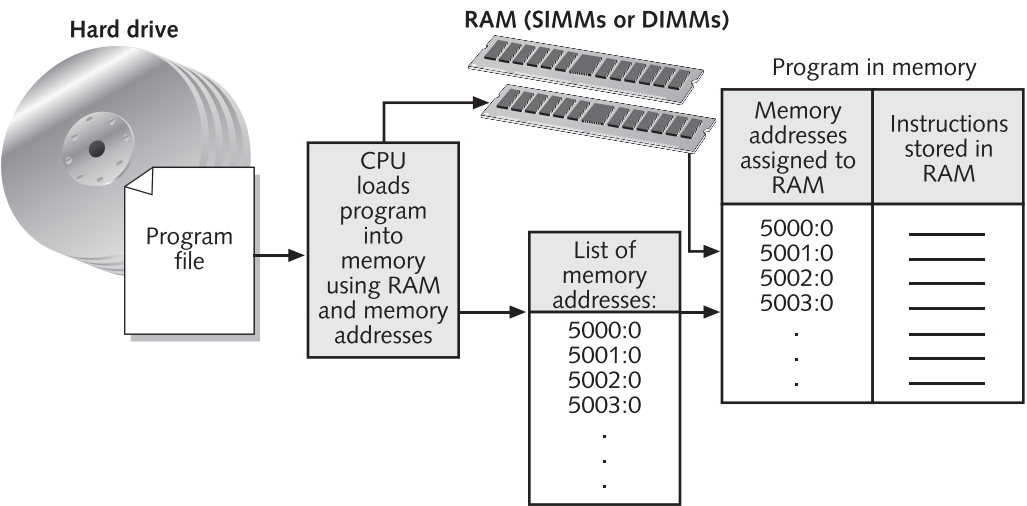 Hard drive
Program
file
CPU
loads
program
into
memory
using RAM
and memory
addresses
RAM (SIMMs or DIMMs)
List of
memory
addresses:
5000:0
5001:0
5002:0
5003:0
.
.
.
Program in memory
Memory
addresses
assigned to
RAM
Instructions
stored in
RAM
5000:0
5001:0
5002:0
5003:0
.
.
.